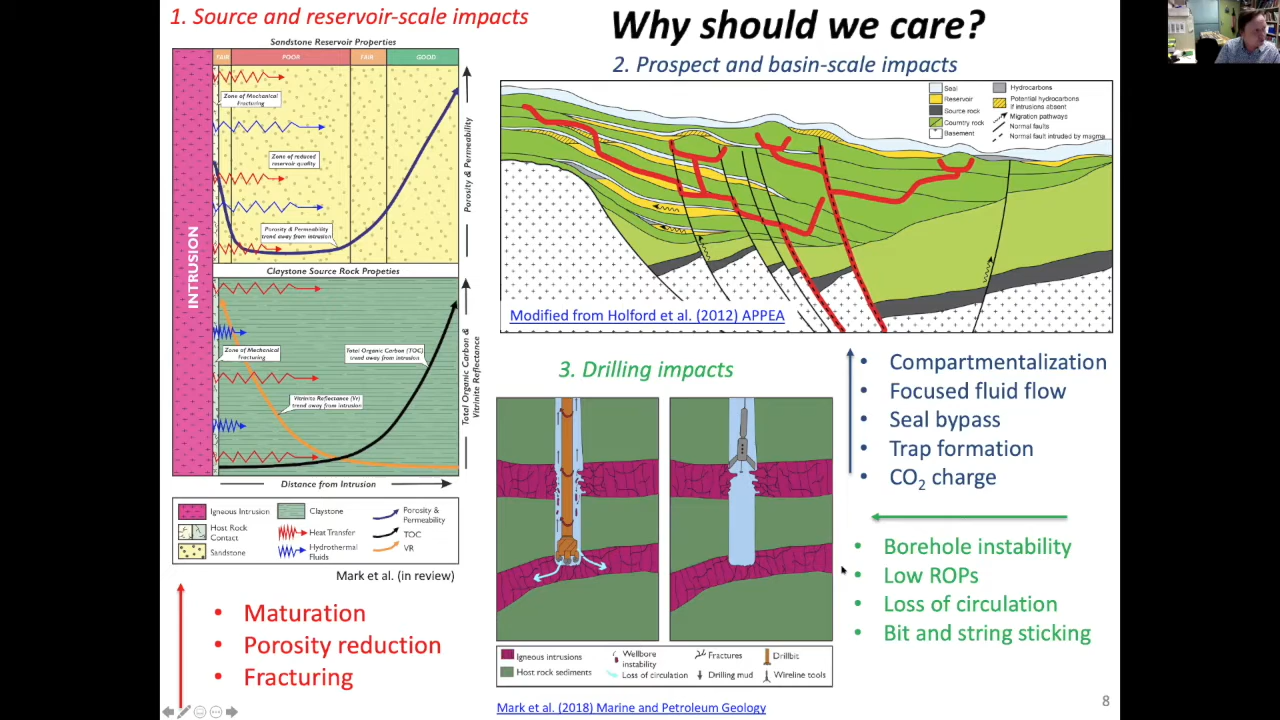 1. Source and reservoir-scale impacts
Sandstone Reservoir Properties
FAIR
POOR
FAIR
GOOD
Zone of Mechanical
Fracturing
Zone of reduced
reservoir quality
Porosity & Permeability
trend away from intrusion
Porosity & Permeability
INTRUSION
Claystone Source Rock Propeties
Zone of Mechanical
Fracturing
Total Organic Carbon (TOC)
trend away from intrusion
Vitrinite Reflectance (Vr)
trend away from intrusion
Total Organic Carbon &
Vitrinite Reflectance
Distance from Intrusion
Igneous Intrusion
Host Rock
Contact
Sandstone
Claystone
Heat Transfer
Hydrothermal
Fluids
Porosity &
Permeability
TOC
VR
Mark et al. (in review)
• Maturation
• Porosity reduction
• Fracturing
Why should we care?
2. Prospect and basin-scale impacts
Seal
Reservoir
Source rock
Country rock
Basement
Hydrocarbons
Potential hydrocarbons
if intrusions absent
Migration pathways
Normal faults
Normal fault intruded by magma
Modified from Holford et al. (2012) APPEA
3. Drilling impacts
Igneous intrusions
Host rock sediments
Wellbore
instability
Loss of circulation
Fractures
Drilling mud
Drillbit
Wireline tools
Mark et al. (2018) Marine and Petroleum Geology
• Compartmentalization
• Focused fluid flow
• Seal bypass
• Trap formation
• CO2 charge
• Borehole instability
• Low ROPs
• Loss of circulation
• Bit and string sticking
8